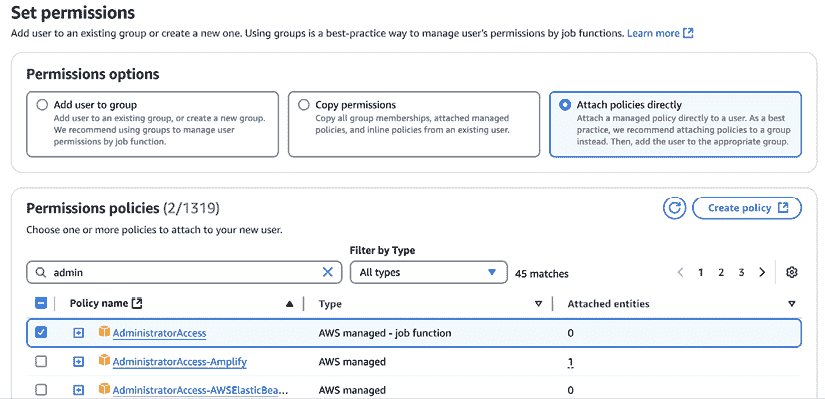 Set permissions
Add user to an existing group or create a new one. Using groups is a best-practice way to manage user's permissions by job functions. Learn more
Permissions options
Add user to group
Add user to an existing group, or create a new group.
We recommend using groups to manage user
permissions by job function.
Copy permissions
Copy all group memberships, attached managed
policies, and inline policies from an existing user.
Attach policies directly
Attach a managed policy directly to a user. As a best
practice, we recommend attaching policies to a group
instead. Then, add the user to the appropriate group.
Permissions policies (2/1319)
Create policy
Choose one or more policies to attach to your new user.
Filter by Type
admin
All types
45 matches
1 2 3
Policy name Type Attached entities
AdministratorAccess AWS managed - job function 0
AdministratorAccess-Amplify AWS managed 1
AdministratorAccess-AWSElasticBea... AWS managed 0